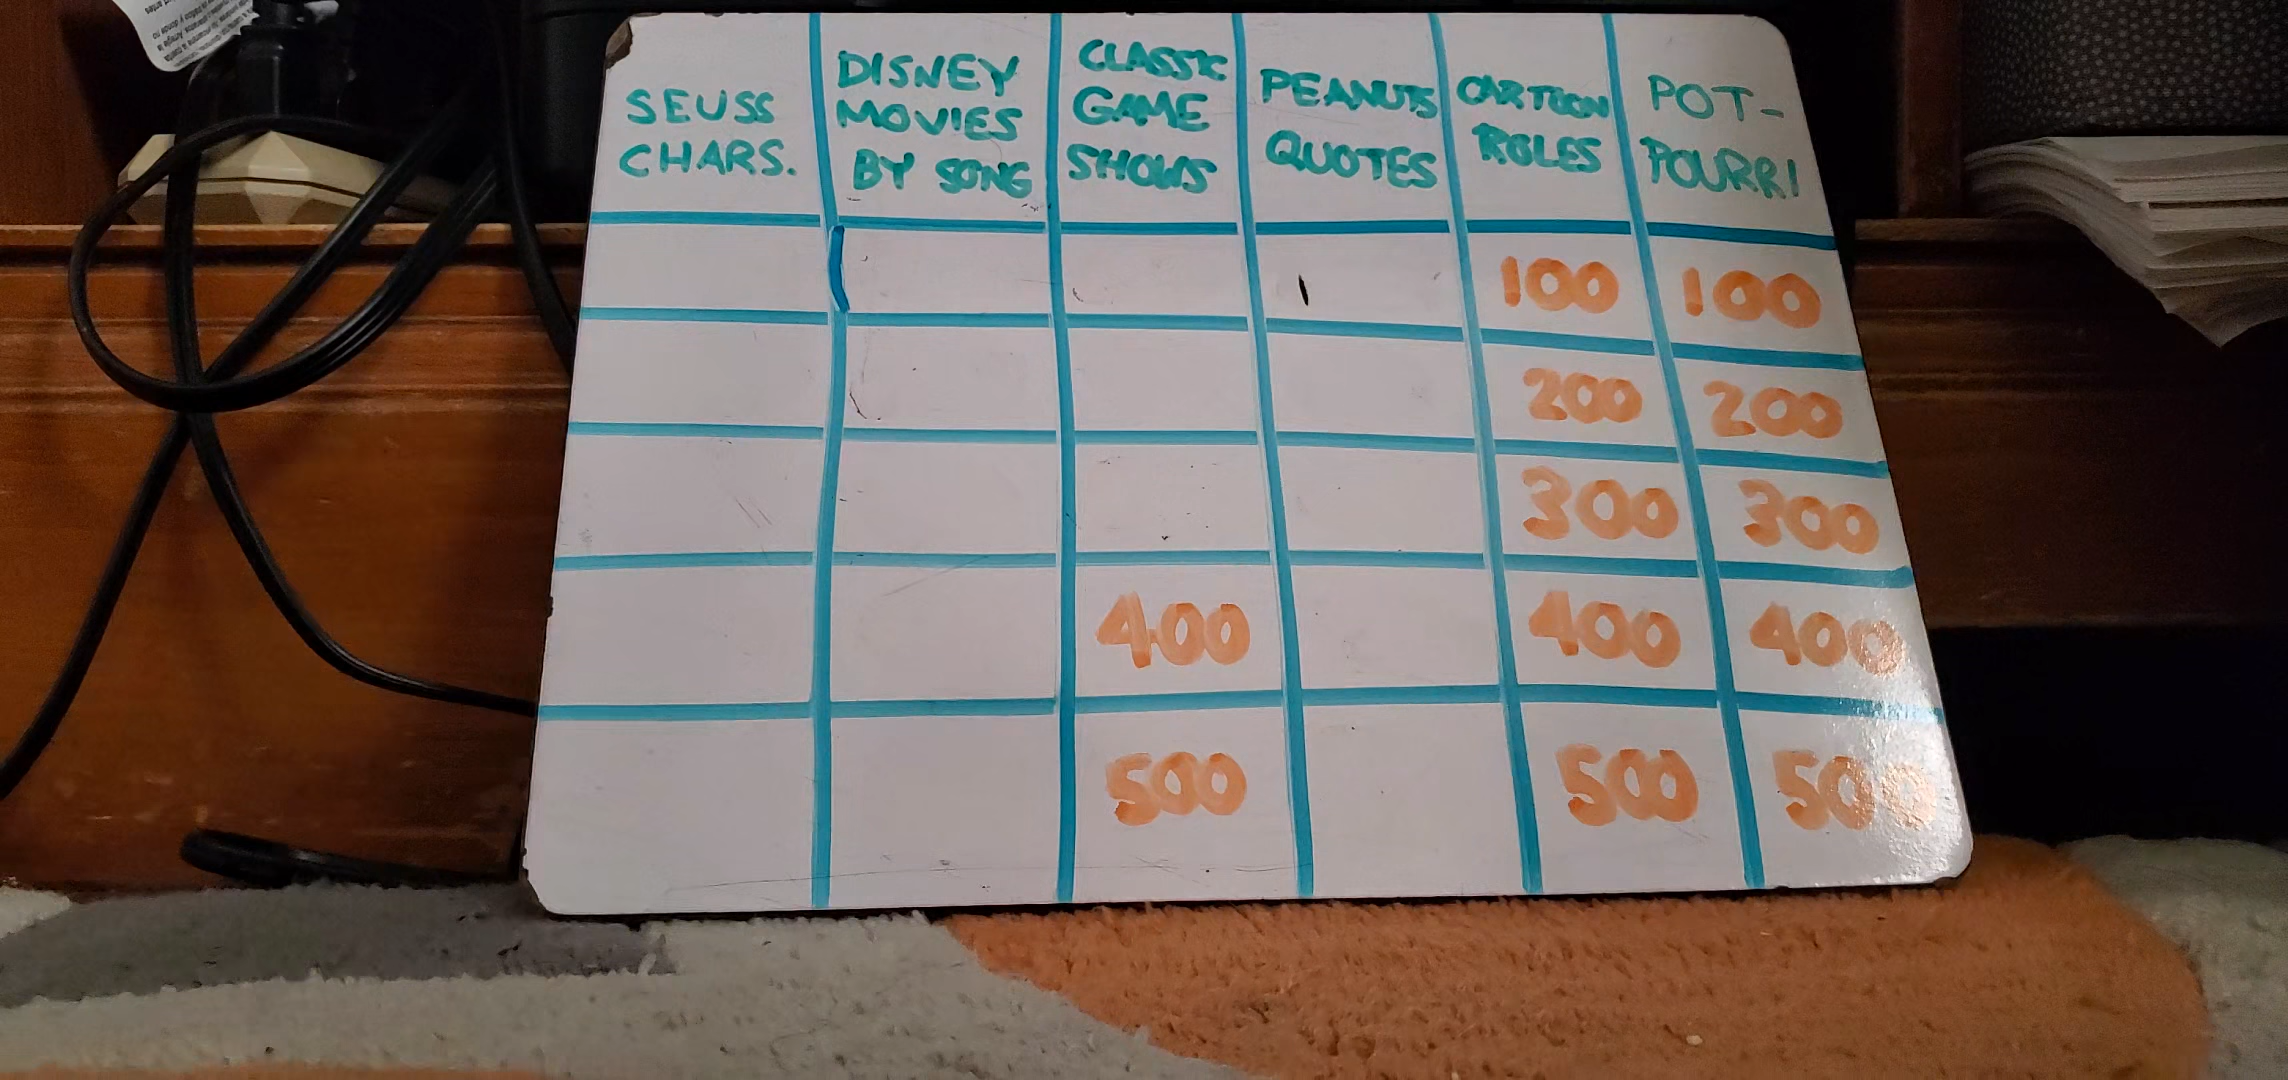 SEUSS
CHARS.
DISNEY
MOVIES
BY SONG
CLASSIC
GAME
SHOWS
PEANUTS
QUOTES
CARTOON
ROLES
POT-
POURRI
100 100
200 200
300 300
400 400 400
500 500 500